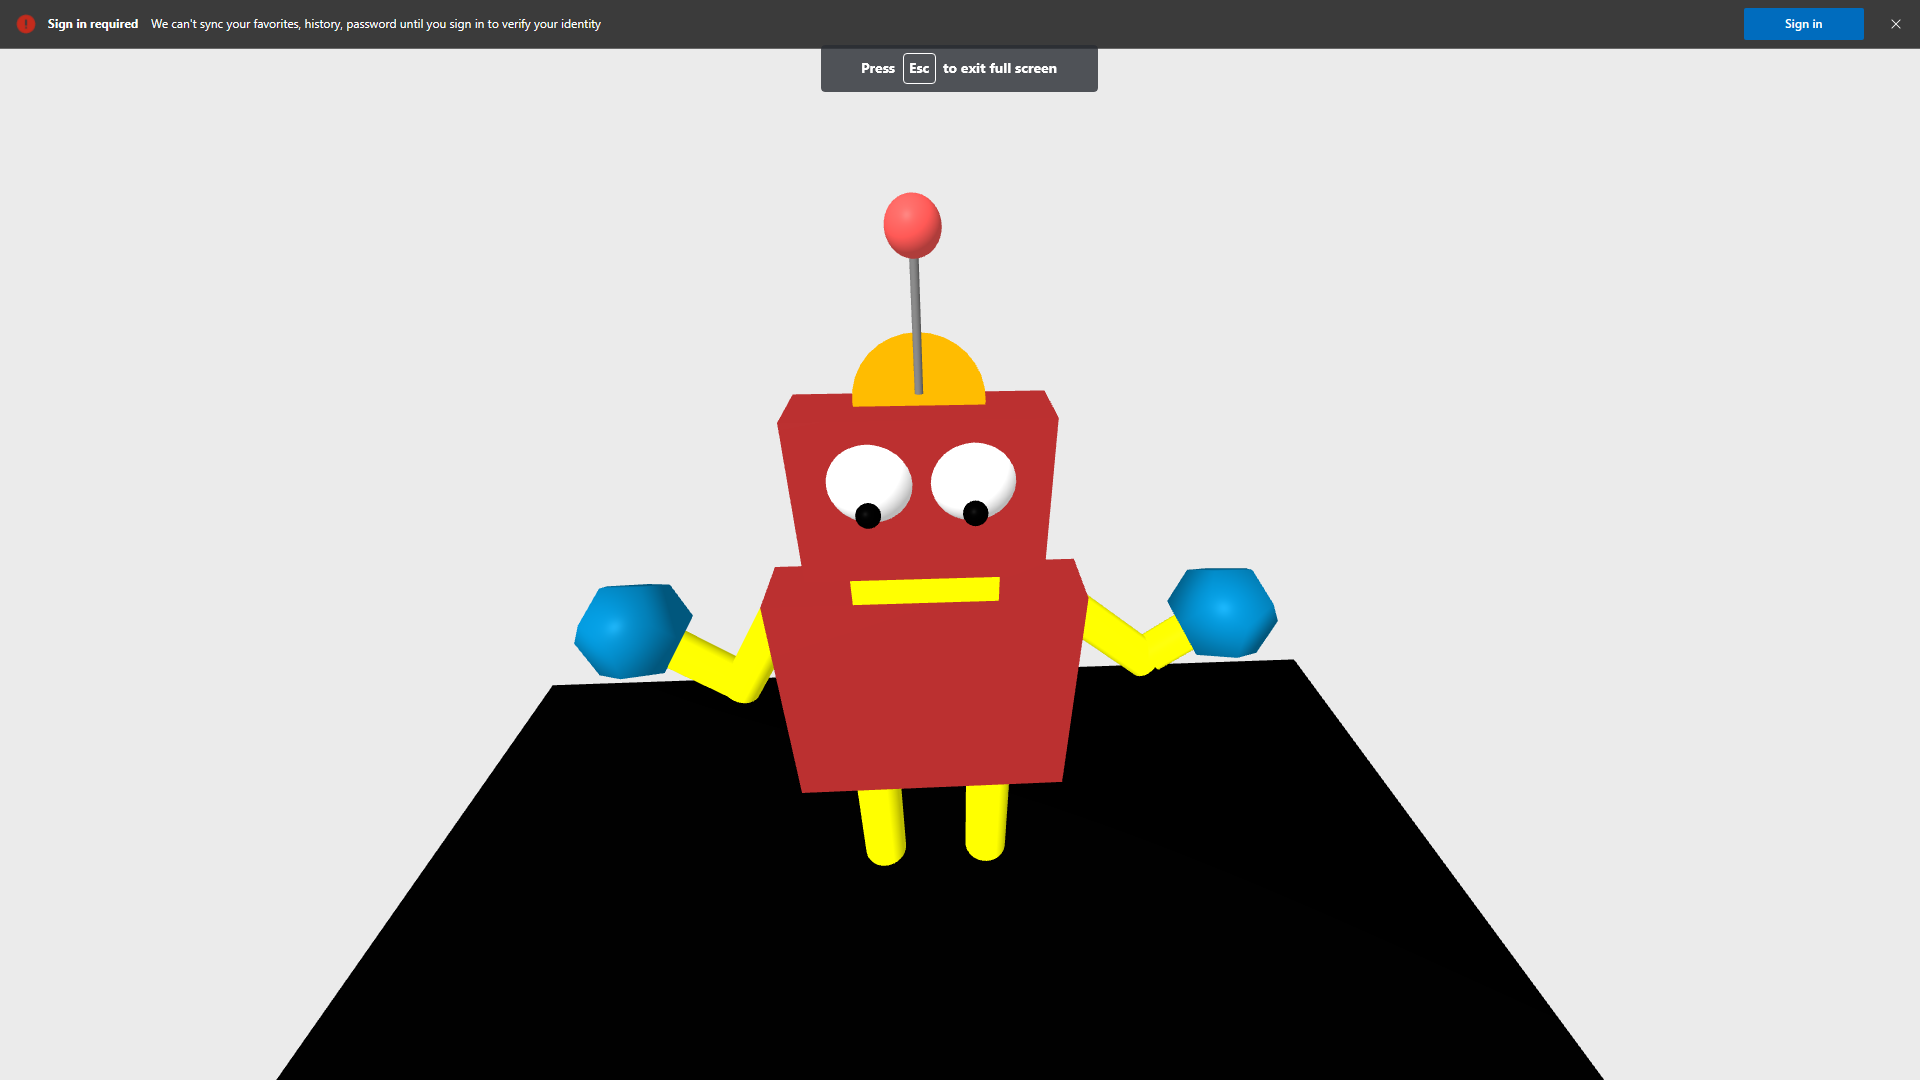 Sign in required We can't sync your favorites, history, password until you sign in to verify your identity
Sign in
Press Esc to exit full screen